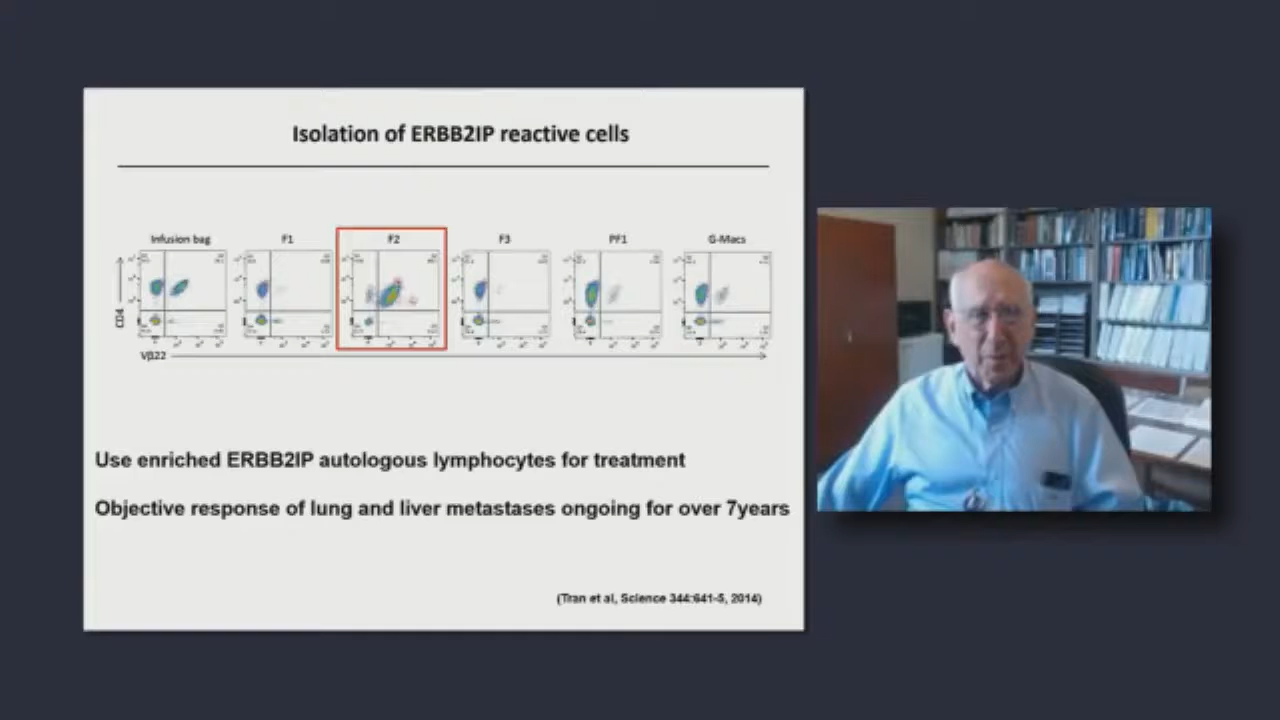 Isolation of ERBB2IP reactive cells
Infusion bag F1 F2 F3 PF1 G-Macs
CD4
Vβ22
Use enriched ERBB2IP autologous lymphocytes for treatment
Objective response of lung and liver metastases ongoing for over 7years
(Tran et al, Science 344:641-5, 2014)